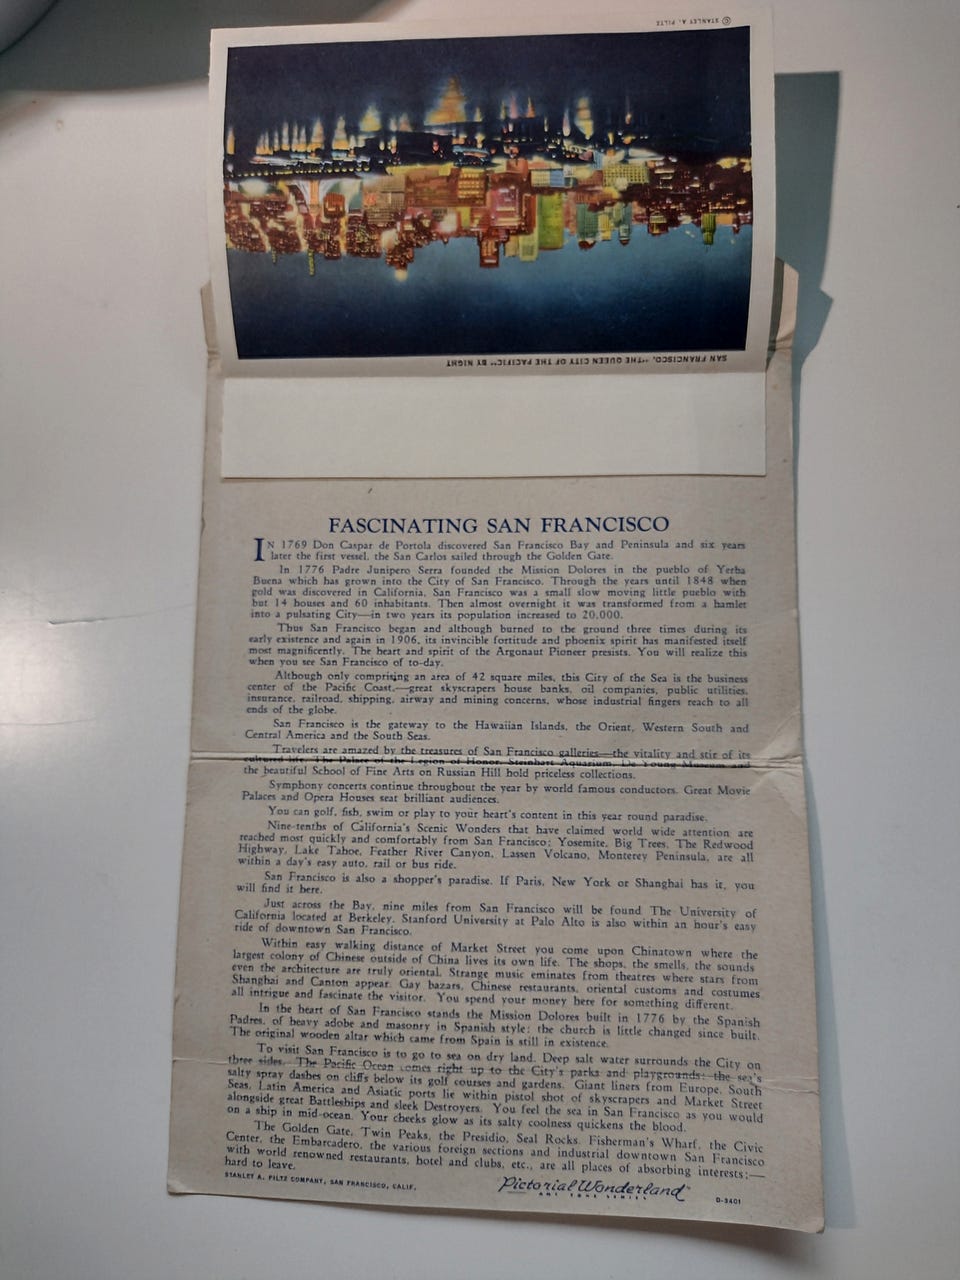 © STANLEY A. PILTZ
SAN FRANCISCO, "THE QUEEN CITY OF THE PACIFIC" BY NIGHT
FASCINATING SAN FRANCISCO
IN 1769 Don Caspar de Portola discovered San Francisco Bay and Peninsula and six years
later the first vessel, the San Carlos sailed through the Golden Gate.
In 1776 Padre Junipero Serra founded the Mission Dolores in the pueblo of Yerba
Buena which has grown into the City of San Francisco. Through the years until 1848 when
gold was discovered in California, San Francisco was a small slow moving little pueblo with
but 14 houses and 60 inhabitants. Then almost overnight it was transformed from a hamlet
into a pulsating City—in two years its population increased to 20,000.
Thus San Francisco began and although burned to the ground three times during its
early existence and again in 1906, its invincible fortitude and phoenix spirit has manifested itself
most magnificently. The heart and spirit of the Argonaut Pioneer presists. You will realize this
when you see San Francisco of to-day.
Although only comprising an area of 42 square miles, this City of the Sea is the business
center of the Pacific Coast,—great skyscrapers house banks, oil companies, public utilities,
insurance, railroad, shipping, airway and mining concerns, whose industrial fingers reach to all
ends of the globe.
San Francisco is the gateway to the Hawaiian Islands, the Orient, Western South and
Central America and the South Seas.
Travelers are amazed by the treasures of San Francisco galleries—the vitality and stir of its
cultured life. The Palace of the Legion of Honor, Steinhart Aquarium, De Young Museum and
the beautiful School of Fine Arts on Russian Hill hold priceless collections.
Symphony concerts continue throughout the year by world famous conductors. Great Movie
Palaces and Opera Houses seat brilliant audiences.
You can golf, fish, swim or play to your heart's content in this year round paradise.
Nine-tenths of California's Scenic Wonders that have claimed world wide attention are
reached most quickly and comfortably from San Francisco; Yosemite, Big Trees, The Redwood
Highway, Lake Tahoe, Feather River Canyon, Lassen Volcano, Monterey Peninsula, are all
within a day's easy auto, rail or bus ride.
San Francisco is also a shopper's paradise. If Paris, New York or Shanghai has it, you
will find it here.
Just across the Bay, nine miles from San Francisco will be found The University of
California located at Berkeley. Stanford University at Palo Alto is also within an hour's easy
ride of downtown San Francisco.
Within easy walking distance of Market Street you come upon Chinatown where the
largest colony of Chinese outside of China lives its own life. The shops, the smells, the sounds
even the architecture are truly oriental. Strange music eminates from theatres where stars from
Shanghai and Canton appear. Gay bazars, Chinese restaurants, oriental customs and costumes
all intrigue and fascinate the visitor. You spend your money here for something different.
In the heart of San Francisco stands the Mission Dolores built in 1776 by the Spanish
Padres, of heavy adobe and masonry in Spanish style; the church is little changed since built.
The original wooden altar which came from Spain is still in existence.
To visit San Francisco is to go to sea on dry land. Deep salt water surrounds the City on
three sides. The Pacific Ocean comes right up to the City's parks and playgrounds; the sea's
salty spray dashes on cliffs below its golf courses and gardens. Giant liners from Europe, South
Seas, Latin America and Asiatic ports lie within pistol shot of skyscrapers and Market Street
alongside great Battleships and sleek Destroyers. You feel the sea in San Francisco as you would
on a ship in mid-ocean. Your cheeks glow as its salty coolness quickens the blood.
The Golden Gate, Twin Peaks, the Presidio, Seal Rocks, Fisherman's Wharf, the Civic
Center, the Embarcadero, the various foreign sections and industrial downtown San Francisco
with world renowned restaurants, hotel and clubs, etc., are all places of absorbing interests;—
hard to leave.
STANLEY A. PILTZ COMPANY, SAN FRANCISCO, CALIF.
Pictorial Wonderland
ART TONE SERIES
D-3401